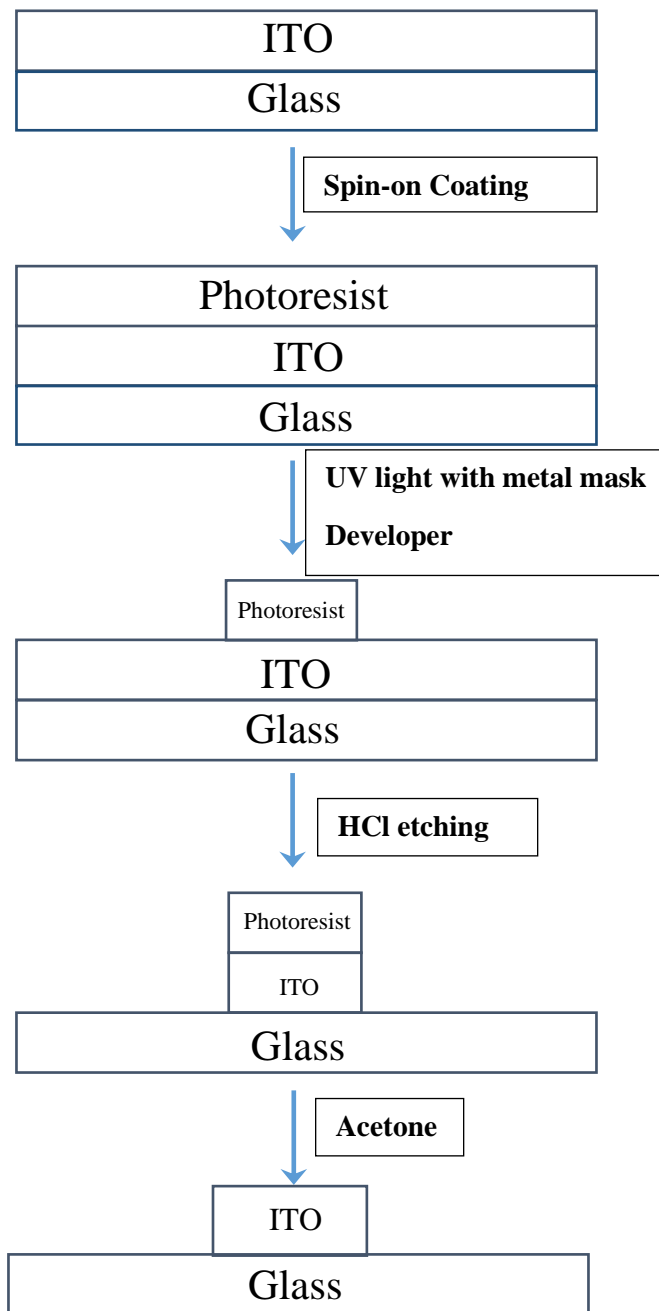 ITO
Glass
Spin-on Coating
Photoresist
ITO
Glass
UV light with metal mask
Developer
Photoresist
ITO
Glass
HCl etching
Photoresist
ITO
Glass
Acetone
ITO
Glass